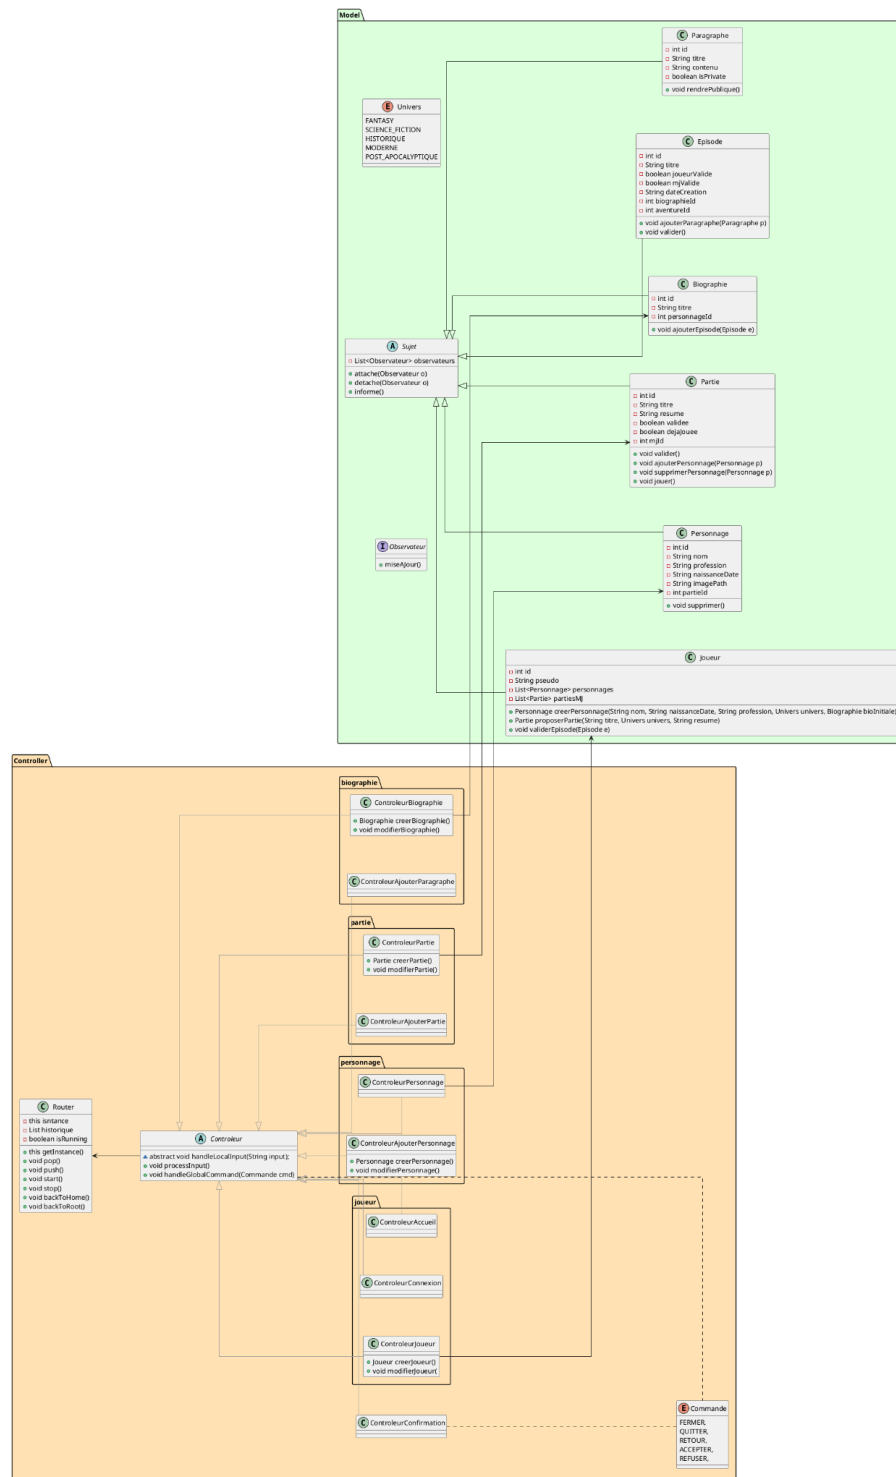 Model
C Paragraphe
int id
String titre
String contenu
boolean isPrivate
void rendrePublique()
E Univers
FANTASY
SCIENCE_FICTION
HISTORIQUE
MODERNE
POST_APOCALYPTIQUE
C Episode
int id
String titre
boolean joueurValide
boolean mjValide
String dateCreation
int biographieId
int aventureId
void ajouterParagraphe(Paragraphe p)
void valider()
C Biographie
int id
String titre
int personnageId
void ajouterEpisode(Episode e)
A Sujet
List<Observateur> observateurs
attache(Observateur o)
detache(Observateur o)
informe()
C Partie
int id
String titre
String resume
boolean validee
boolean dejaJouee
int mjId
void valider()
void ajouterPersonnage(Personnage p)
void supprimerPersonnage(Personnage p)
void jouer()
I Observateur
miseAJour()
C Personnage
int id
String nom
String profession
String naissanceDate
String imagePath
int partieId
void supprimer()
C Joueur
int id
String pseudo
List<Personnage> personnages
List<Partie> partiesMJ
Personnage creerPersonnage(String nom, String naissanceDate, String profession, Univers univers, Biographie bioInitiale)
Partie proposerPartie(String titre, Univers univers, String resume)
void validerEpisode(Episode e)
Controller
biographie
C ControleurBiographie
Biographie creerBiographie()
void modifierBiographie()
C ControleurAjouterParagraphe
partie
C ControleurPartie
Partie creerPartie()
void modifierPartie()
C ControleurAjouterPartie
personnage
C ControleurPersonnage
C Router
this isntance
List historique
boolean isRunning
this getInstance()
void pop()
void push()
void start()
void stop()
void backToHome()
void backToRoot()
A Controleur
abstract void handleLocalInput(String input);
void processInput()
void handleGlobalCommand(Commande cmd)
C ControleurAjouterPersonnage
Personnage creerPersonnage()
void modifierPersonnage()
joueur
C ControleurAccueil
C ControleurConnexion
C ControleurJoueur
Joueur creerJoueur()
void modifierJoueur(
C ControleurConfirmation
E Commande
FERMER,
QUITTER,
RETOUR,
ACCEPTER,
REFUSER,